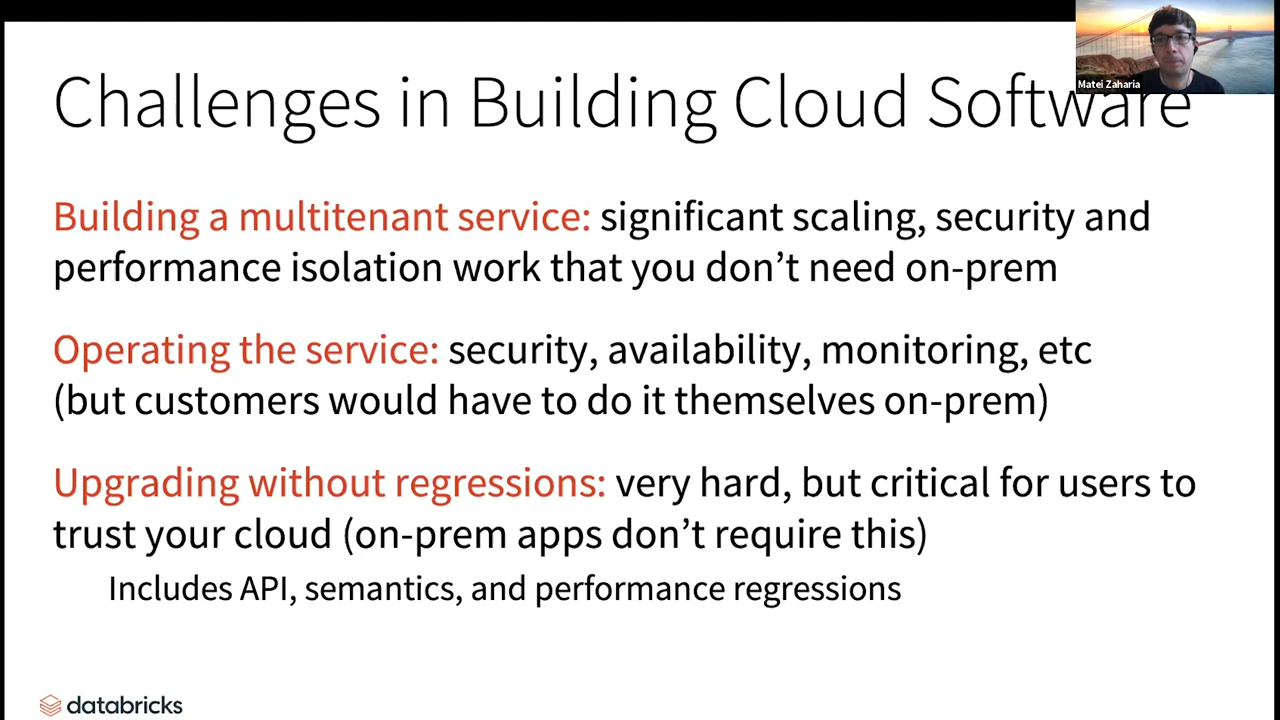 Matei Zaharia
Challenges in Building Cloud Software
Building a multitenant service: significant scaling, security and
performance isolation work that you don’t need on-prem
Operating the service: security, availability, monitoring, etc
(but customers would have to do it themselves on-prem)
Upgrading without regressions: very hard, but critical for users to
trust your cloud (on-prem apps don’t require this)
Includes API, semantics, and performance regressions
databricks